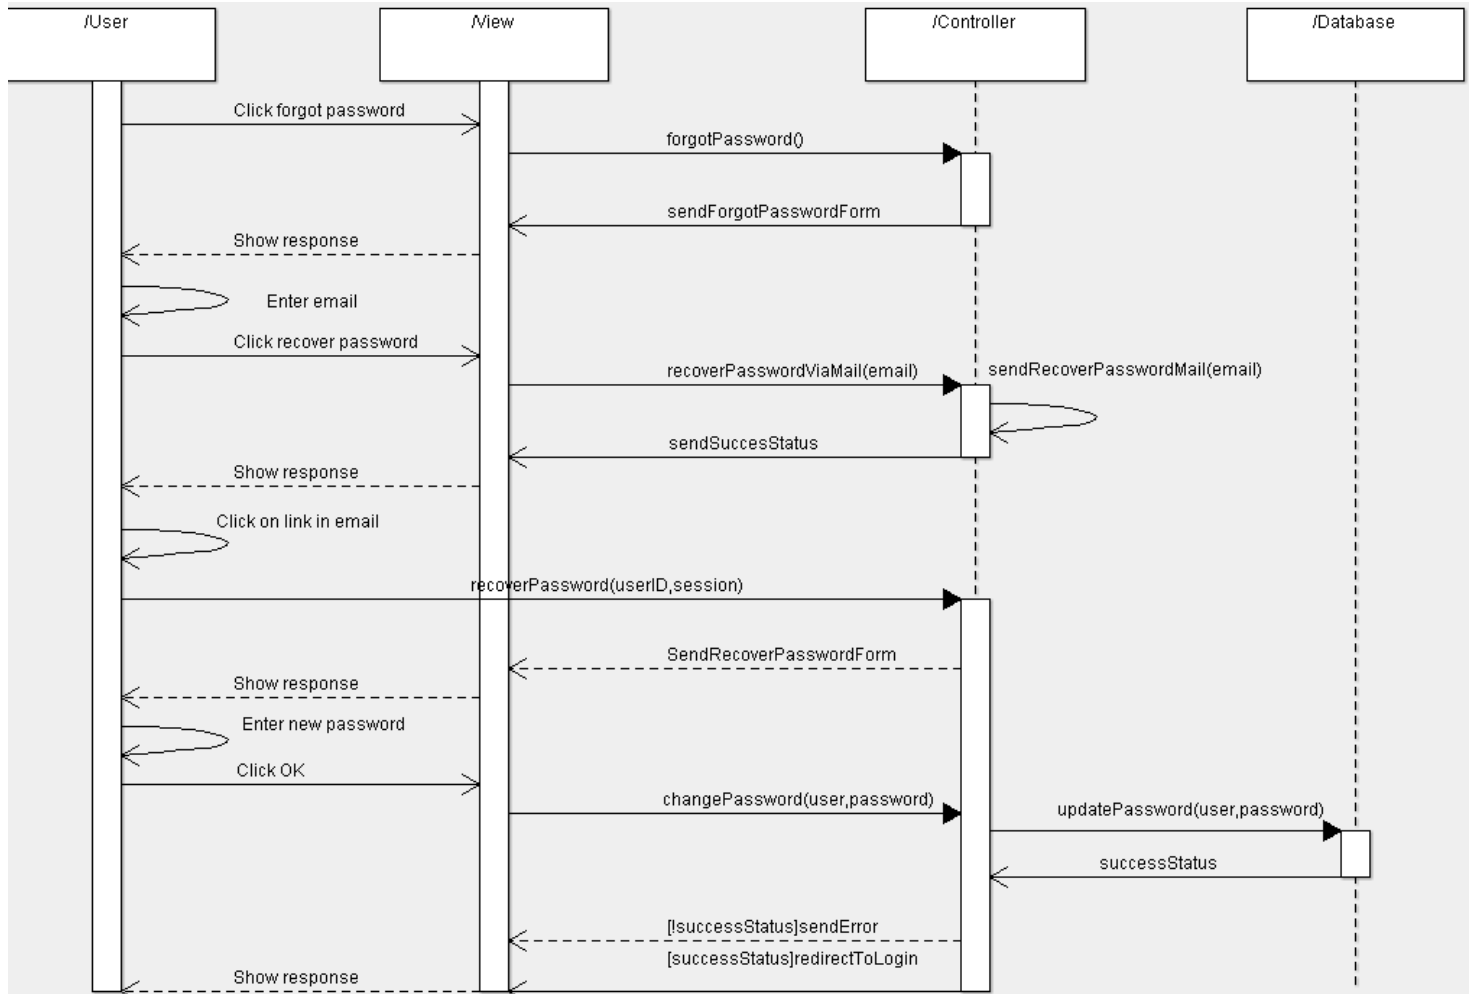 /User
/View
/Controller
/Database
Click forgot password
forgotPassword()
sendForgotPasswordForm
Show response
Enter email
Click recover password
recoverPasswordViaMail(email)
sendRecoverPasswordMail(email)
sendSuccesStatus
Show response
Click on link in email
recoverPassword(userID,session)
SendRecoverPasswordForm
Show response
Enter new password
Click OK
changePassword(user,password)
updatePassword(user,password)
successStatus
[!successStatus]sendError
[successStatus]redirectToLogin
Show response